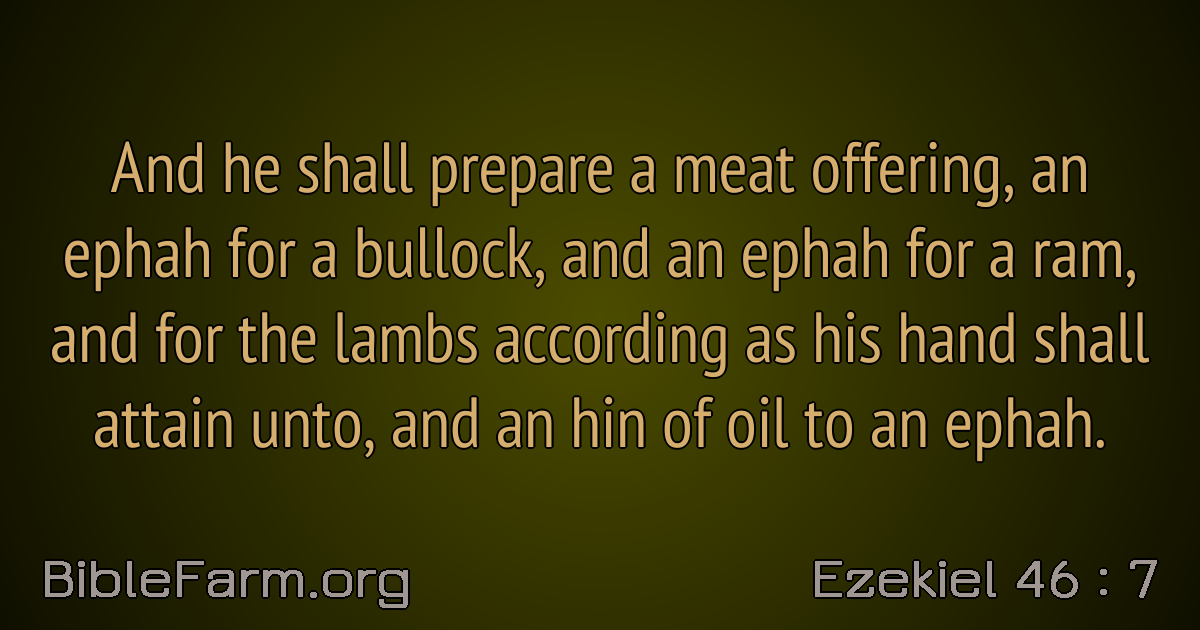 And he shall prepare a meat offering, an
ephah for a bullock, and an ephah for a ram,
and for the lambs according as his hand shall
attain unto, and an hin of oil to an ephah.
BibleFarm.org
Ezekiel 46 : 7